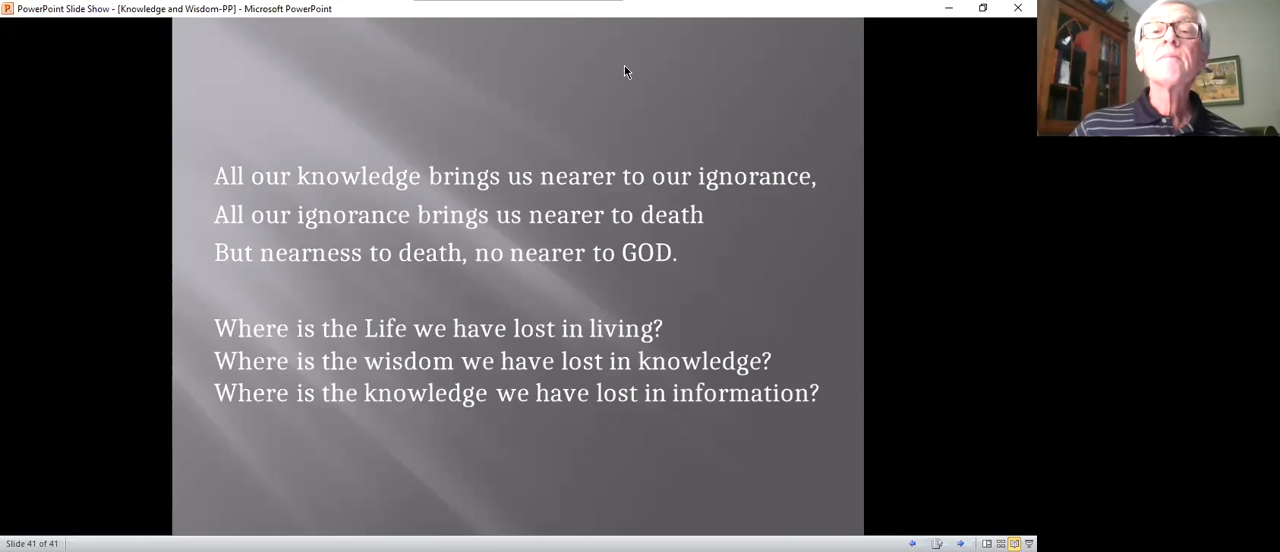 PowerPoint Slide Show - [Knowledge and Wisdom-PP] - Microsoft PowerPoint
All our knowledge brings us nearer to our ignorance,
All our ignorance brings us nearer to death
But nearness to death, no nearer to GOD.
Where is the Life we have lost in living?
Where is the wisdom we have lost in knowledge?
Where is the knowledge we have lost in information?
Slide 41 of 41